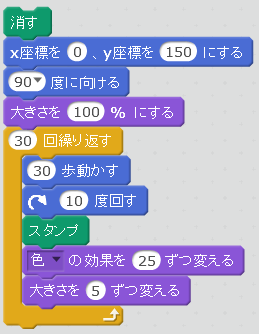 消す
x座標を 0 、y座標を 150 にする
90▼ 度に向ける
大きさを 100 % にする
30 回繰り返す
30 歩動かす
10 度回す
スタンプ
色▼ の効果を 25 ずつ変える
大きさを 5 ずつ変える